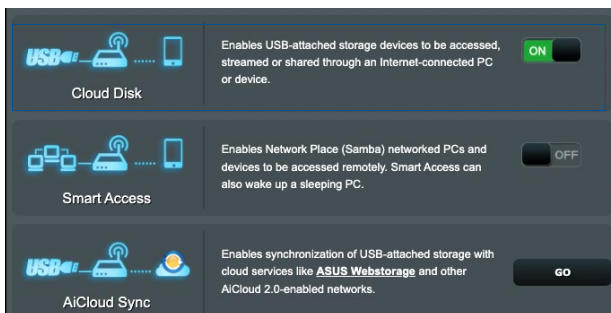 Enables USB-attached storage devices to be accessed,
streamed or shared through an Internet-connected PC
or device.
ON
USB
Cloud Disk
Enables Network Place (Samba) networked PCs and
devices to be accessed remotely. Smart Access can
also wake up a sleeping PC.
OFF
Smart Access
Enables synchronization of USB-attached storage with
cloud services like ASUS Webstorage and other
AiCloud 2.0-enabled networks.
GO
USB
AiCloud Sync